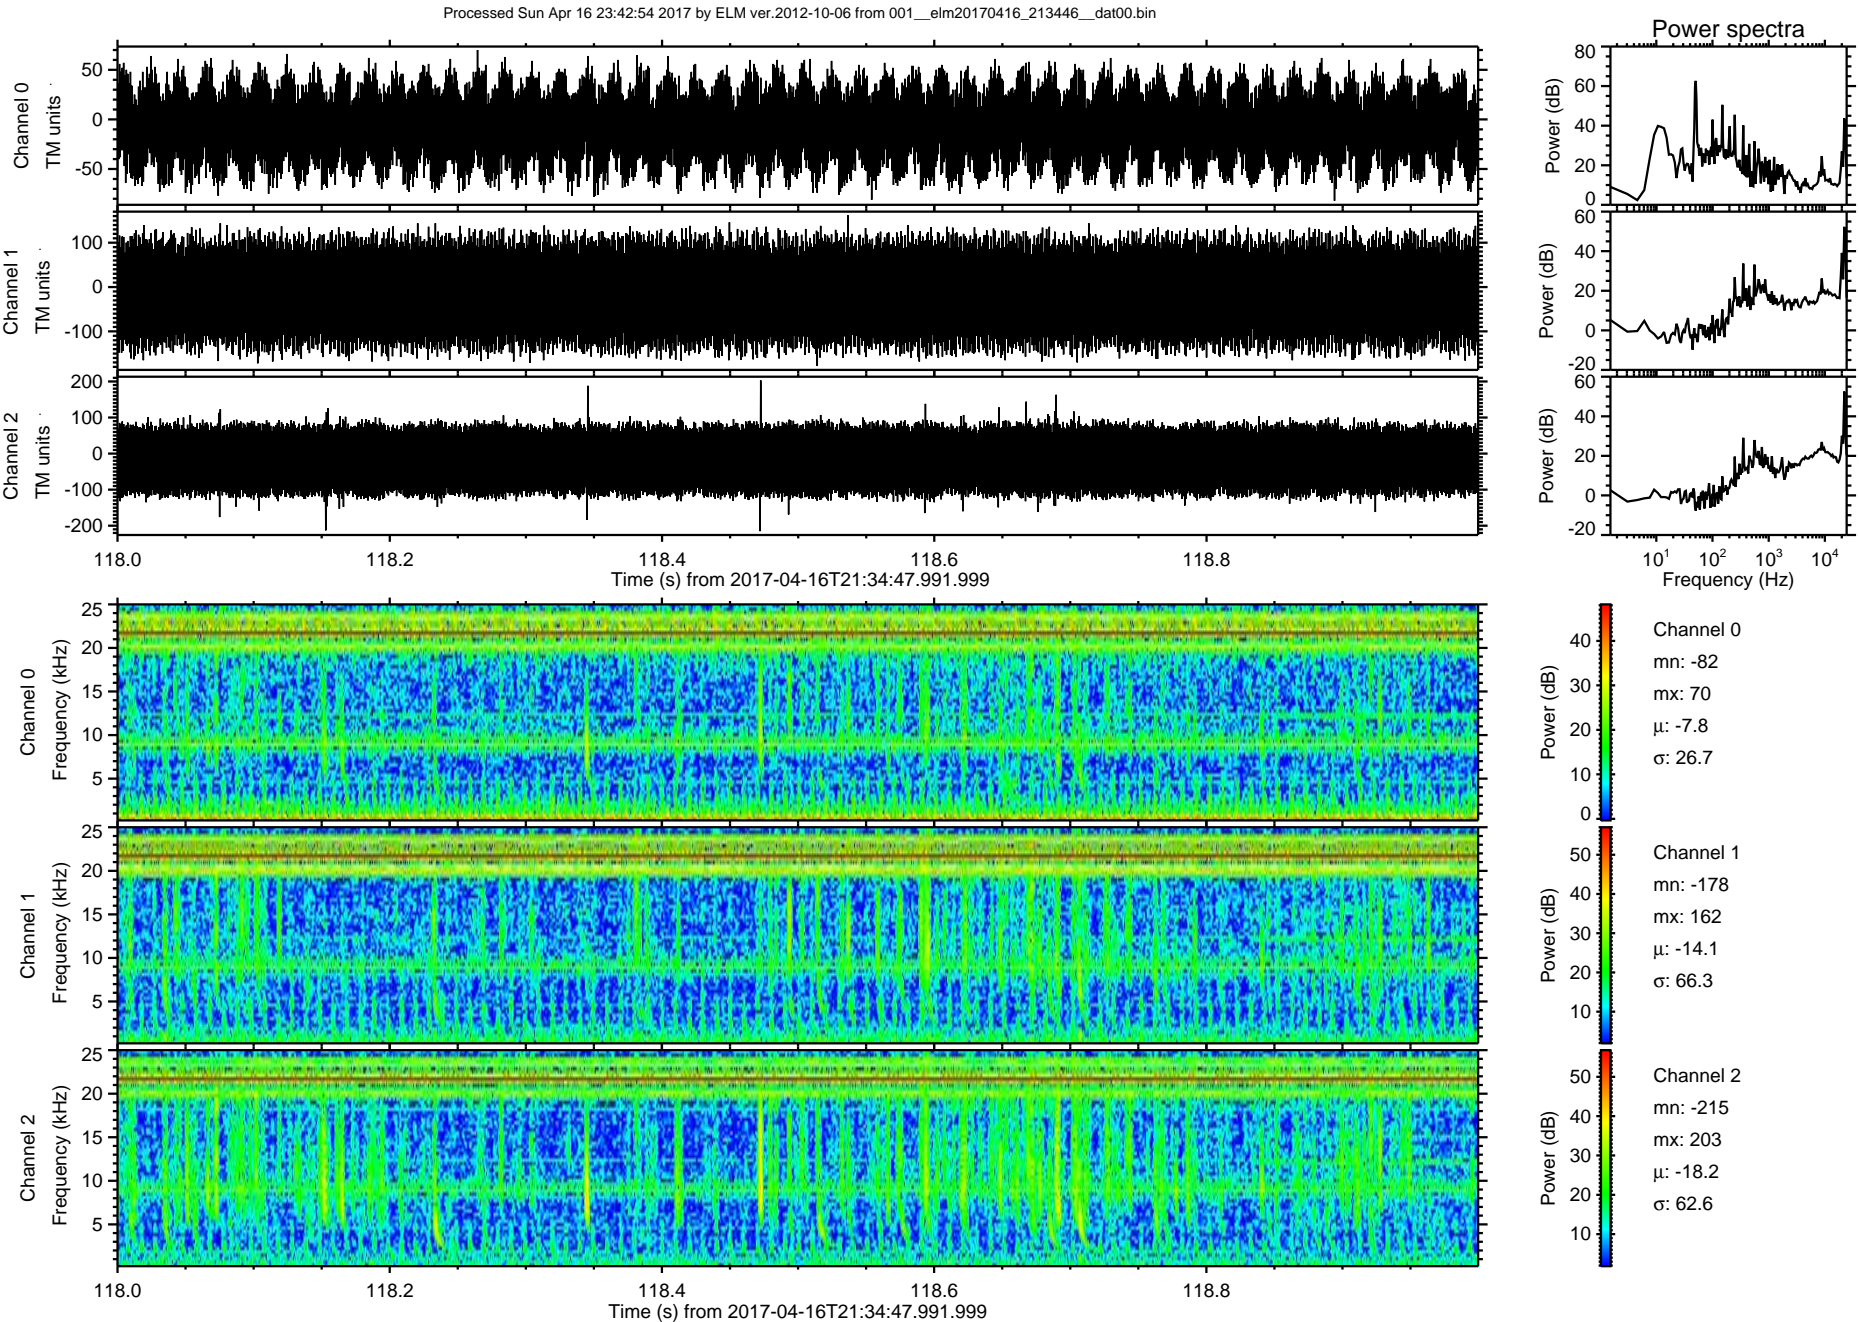 Processed Sun Apr 16 23:42:54 2017 by ELM ver.2012-10-06 from 001__elm20170416_213446__dat00.bin
Power spectra
Channel 0
TM units
50
0
-50
Power (dB)
80
60
40
20
0
Channel 1
TM units
100
0
-100
Power (dB)
60
40
20
0
-20
Channel 2
TM units
200
100
0
-100
-200
Power (dB)
60
40
20
0
-20
118.0 118.2 118.4 118.6 118.8
Time (s) from 2017-04-16T21:34:47.991.999
10^1 10^2 10^3 10^4
Frequency (Hz)
Channel 0
Frequency (kHz)
25
20
15
10
5
Power (dB)
40
30
20
10
0
Channel 0
mn: -82
mx: 70
μ: -7.8
σ: 26.7
Channel 1
Frequency (kHz)
25
20
15
10
5
Power (dB)
50
40
30
20
10
Channel 1
mn: -178
mx: 162
μ: -14.1
σ: 66.3
Channel 2
Frequency (kHz)
25
20
15
10
5
Power (dB)
50
40
30
20
10
Channel 2
mn: -215
mx: 203
μ: -18.2
σ: 62.6
118.0 118.2 118.4 118.6 118.8
Time (s) from 2017-04-16T21:34:47.991.999